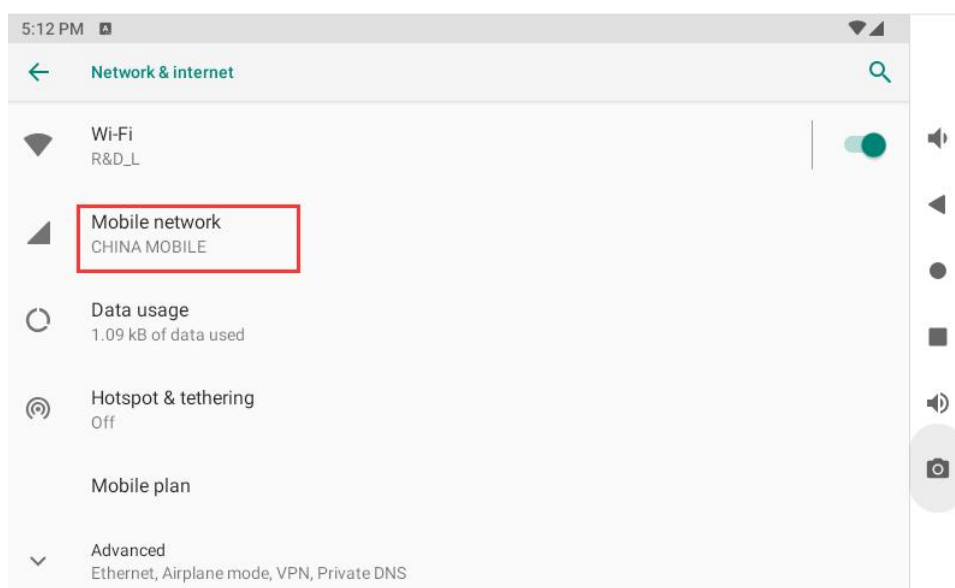 5:12 PM
Network & internet
Wi-Fi
R&D_L
Mobile network
CHINA MOBILE
Data usage
1.09 kB of data used
Hotspot & tethering
Off
Mobile plan
Advanced
Ethernet, Airplane mode, VPN, Private DNS